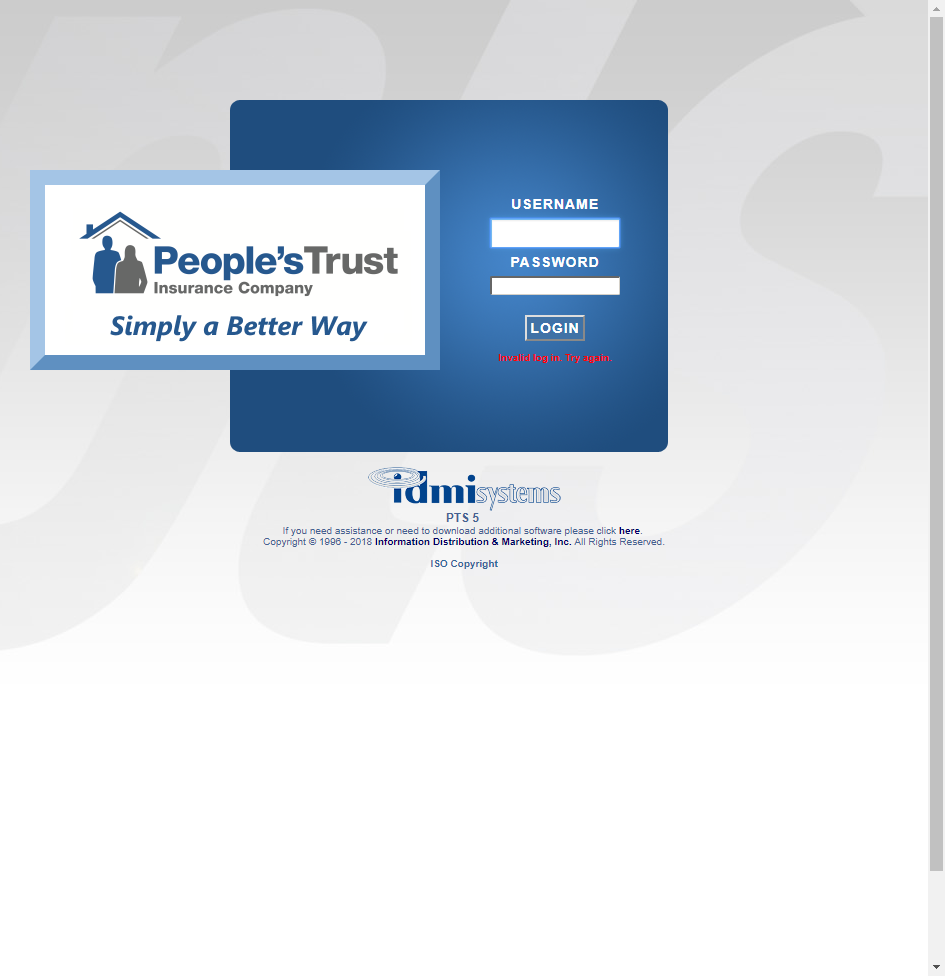 USERNAME
PASSWORD
People'sTrust
Insurance Company
Simply a Better Way
LOGIN
Invalid log in. Try again.
idmisystems
PTS 5
If you need assistance or need to download additional software please click here.
Copyright © 1996 - 2018 Information Distribution & Marketing, Inc. All Rights Reserved.
ISO Copyright